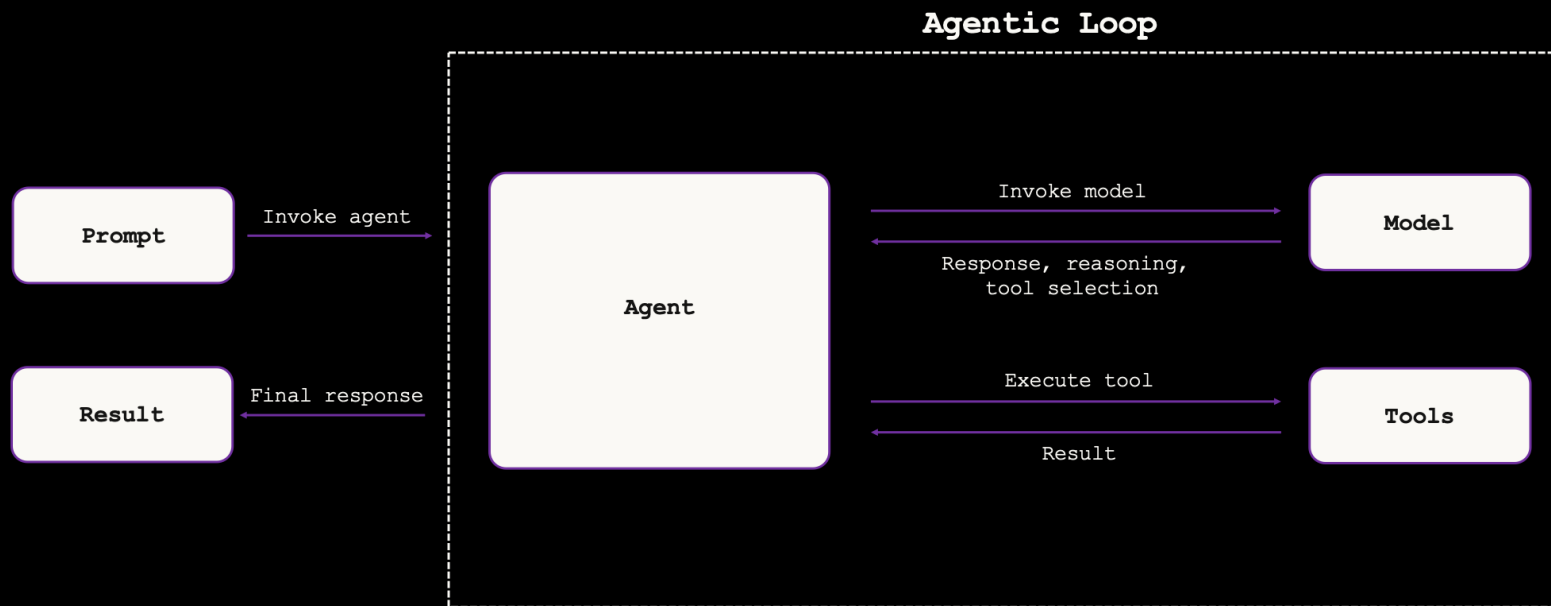 Agentic Loop
Prompt
Invoke agent
Result
Final response
Agent
Invoke model
Response, reasoning,
tool selection
Model
Execute tool
Result
Tools